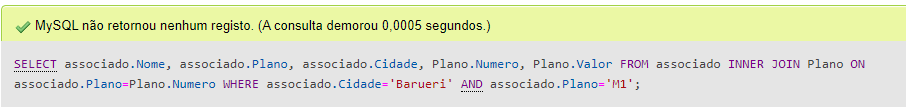 MySQL não retornou nenhum registo. (A consulta demorou 0,0005 segundos.)
SELECT associado.Nome, associado.Plano, associado.Cidade, Plano.Numero, Plano.Valor FROM associado INNER JOIN Plano ON
associado.Plano=Plano.Numero WHERE associado.Cidade='Barueri' AND associado.Plano='M1';